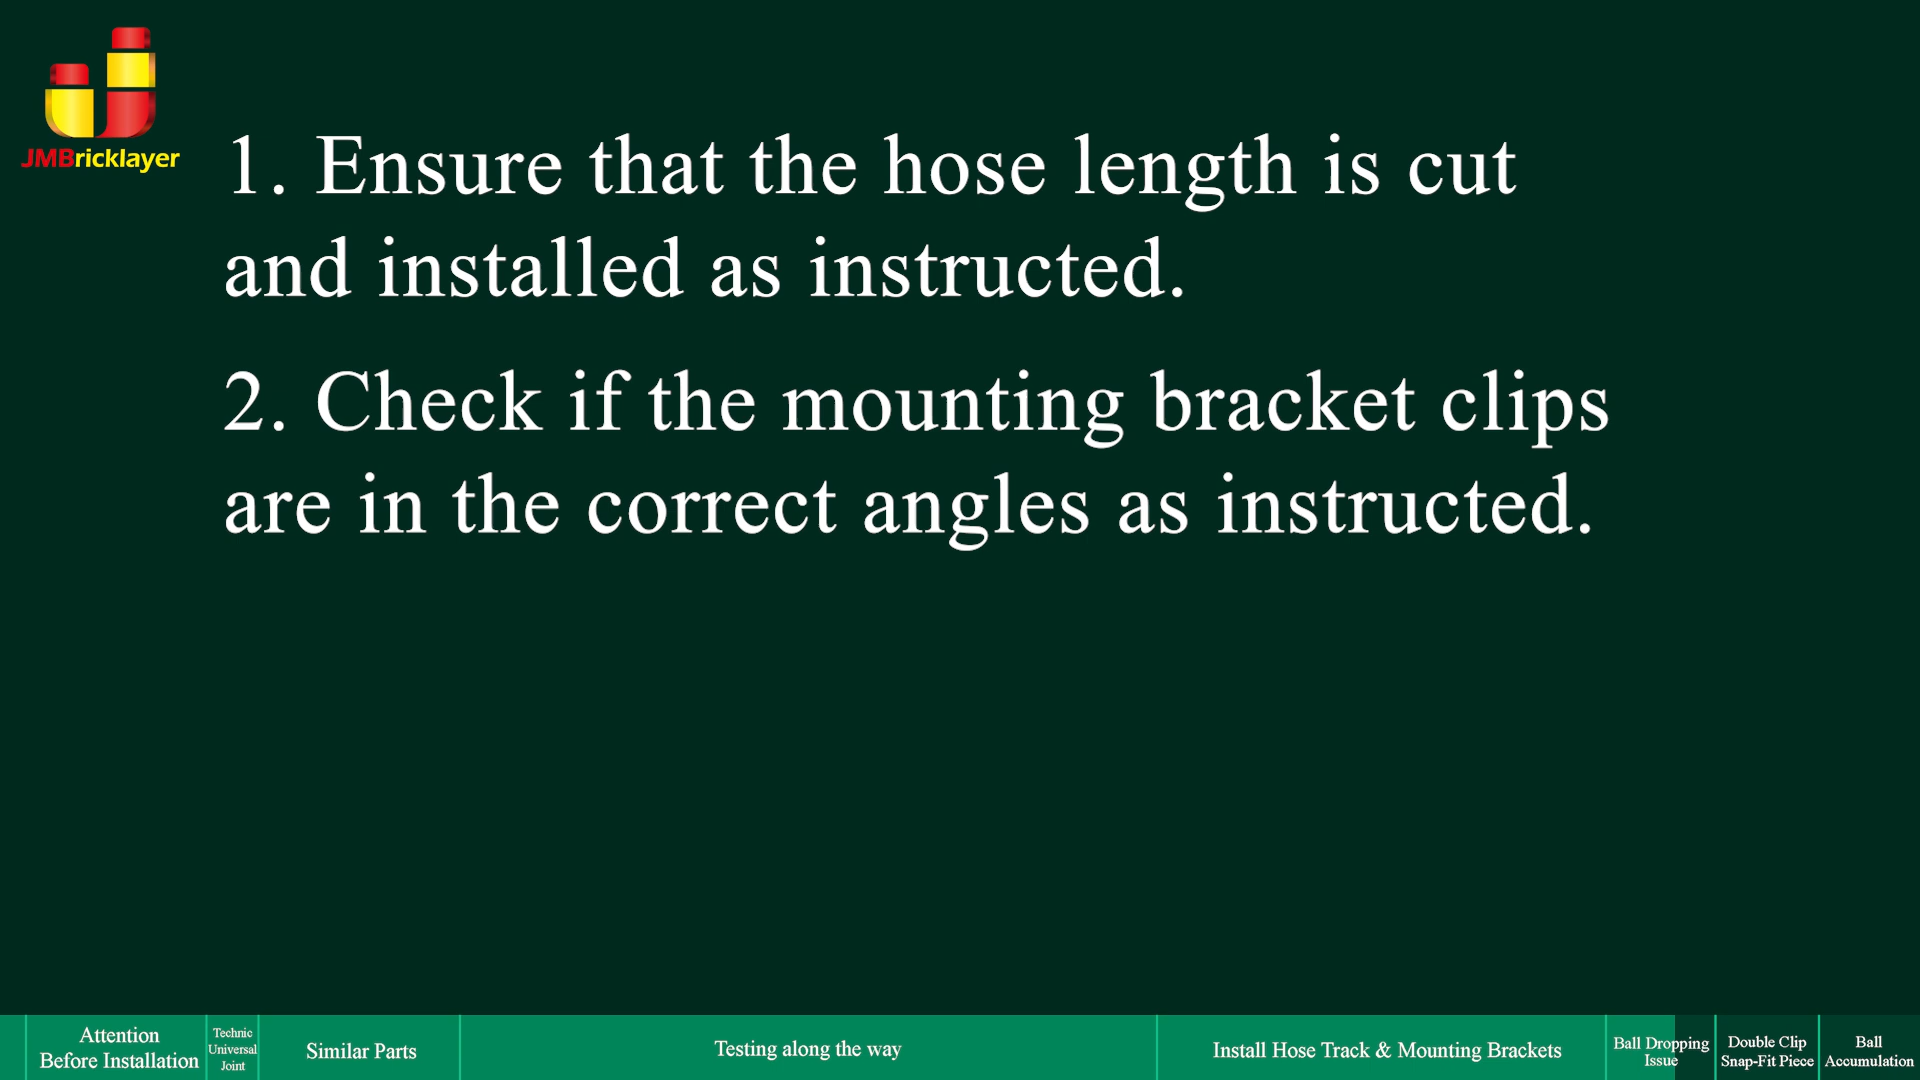 JMBricklayer
1. Ensure that the hose length is cut
and installed as instructed.
2. Check if the mounting bracket clips
are in the correct angles as instructed.
Attention
Before Installation
Technic
Universal
Joint
Similar Parts
Testing along the way
Install Hose Track & Mounting Brackets
Ball Dropping
Issue
Double Clip
Snap-Fit Piece
Ball
Accumulation